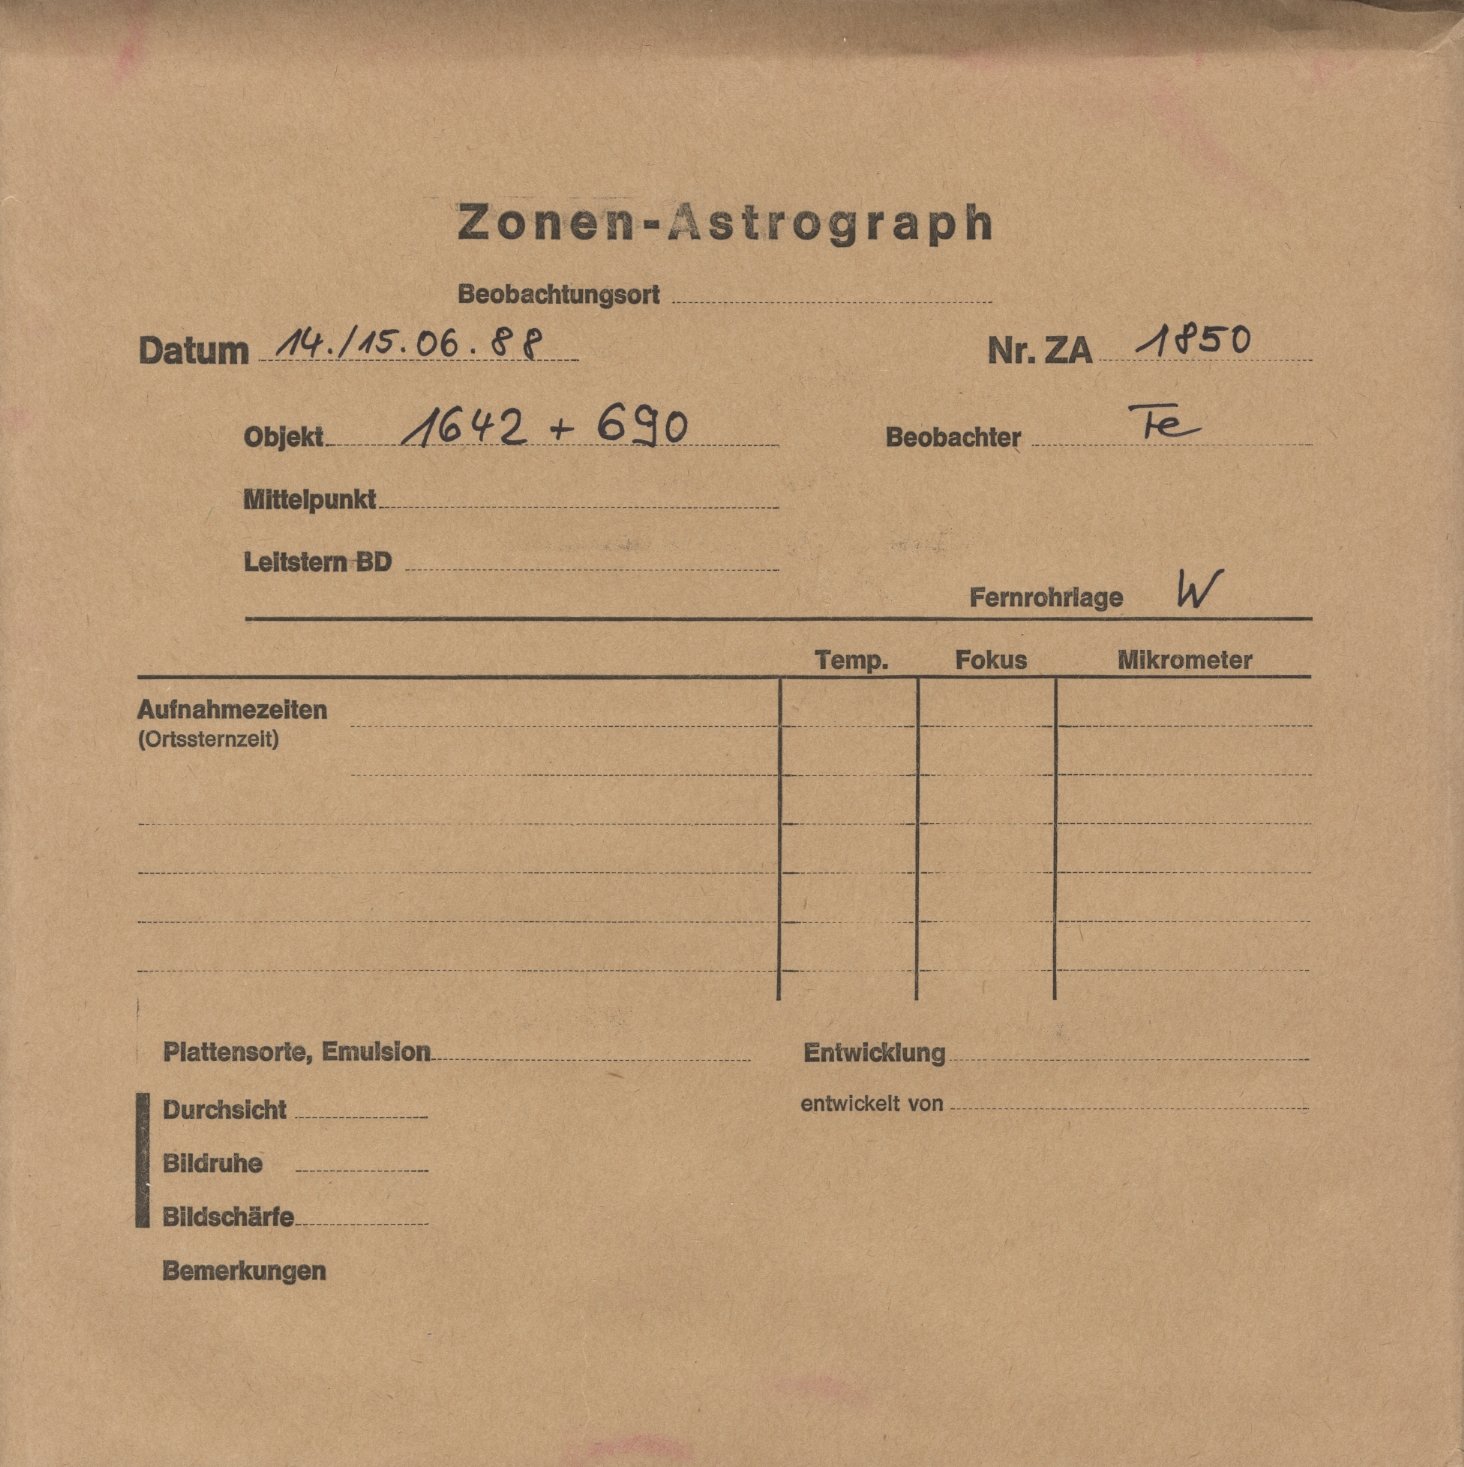 Zonen-Astrograph
Beobachtungsort
Datum 14./15.06.88 Nr. ZA 1850
Objekt 1642 + 690 Beobachter Te
Mittelpunkt
Leitstern BD
Fernrohrlage W
Temp. Fokus Mikrometer
Aufnahmezeiten
(Ortssternzeit)
Plattensorte, Emulsion Entwicklung
Durchsicht entwickelt von
Bildruhe
Bildschärfe
Bemerkungen